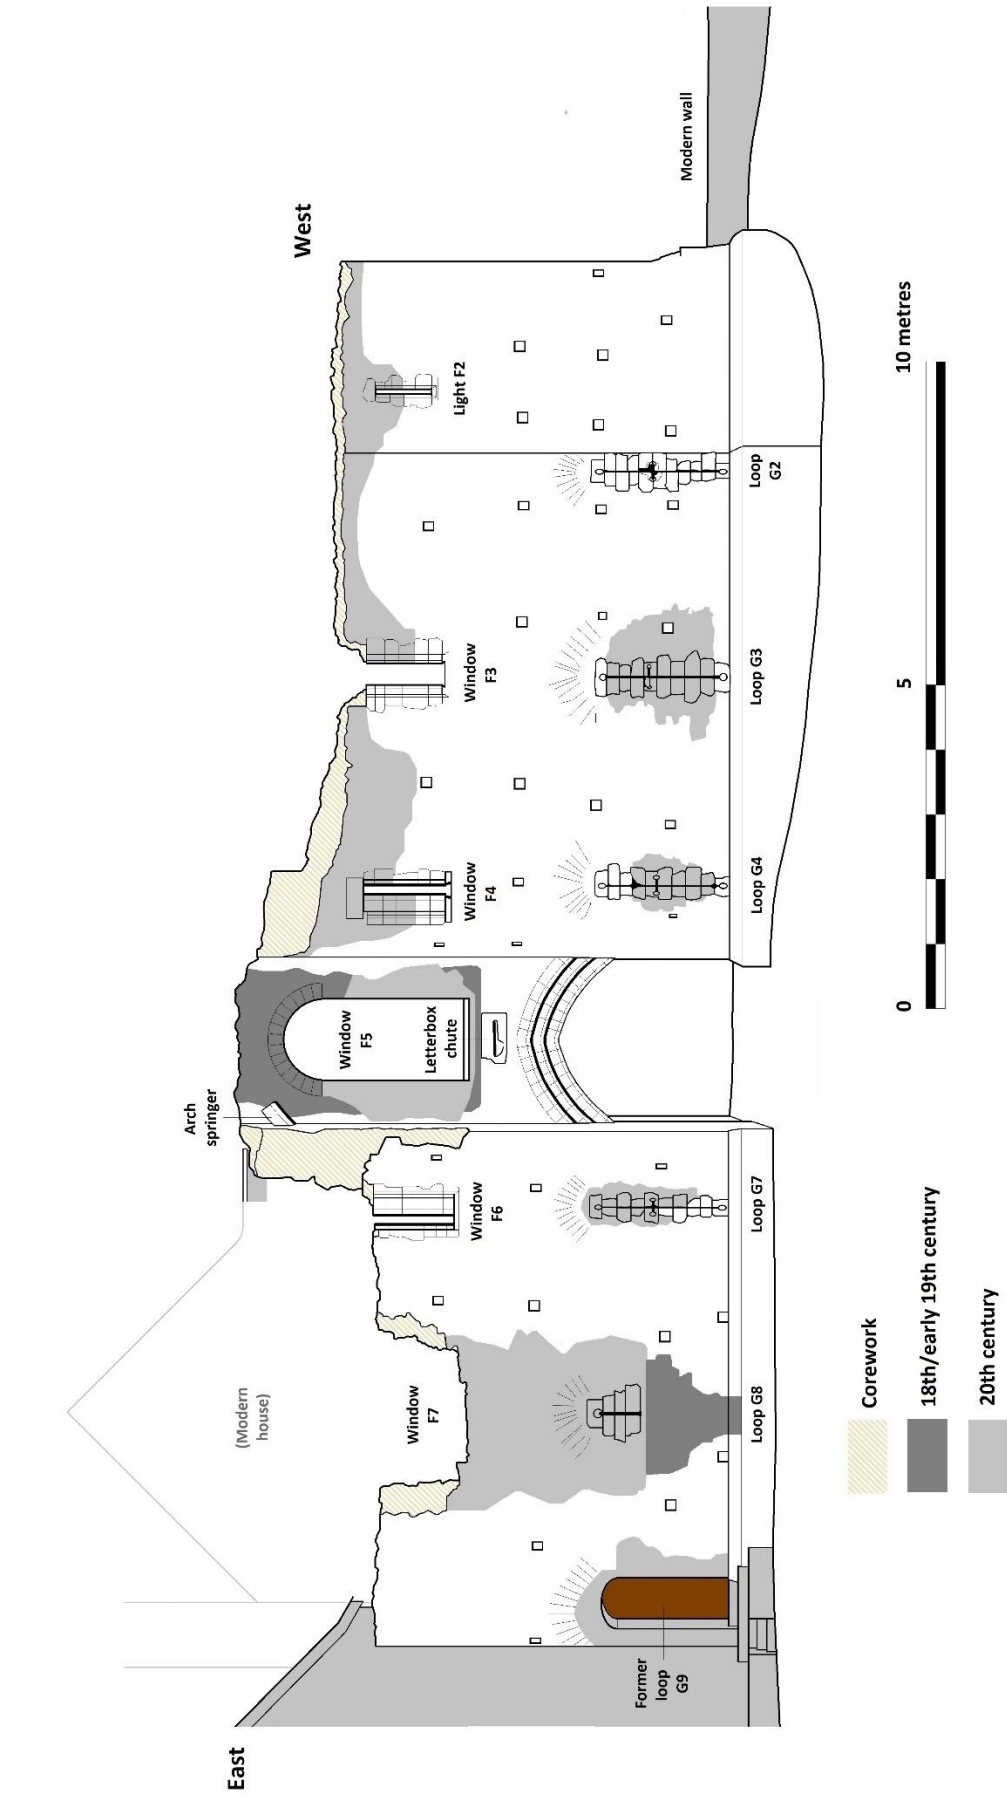 East
West
(Modern
house)
Arch
springer
Modern wall
Window
F7
Window
F6
Window
F5
Letterbox
chute
Window
F4
Window
F3
Light F2
Former
loop
G9
Loop G8
Loop G7
Loop G4
Loop G3
Loop
G2
Corework
18th/early 19th century
20th century
0
5
10 metres